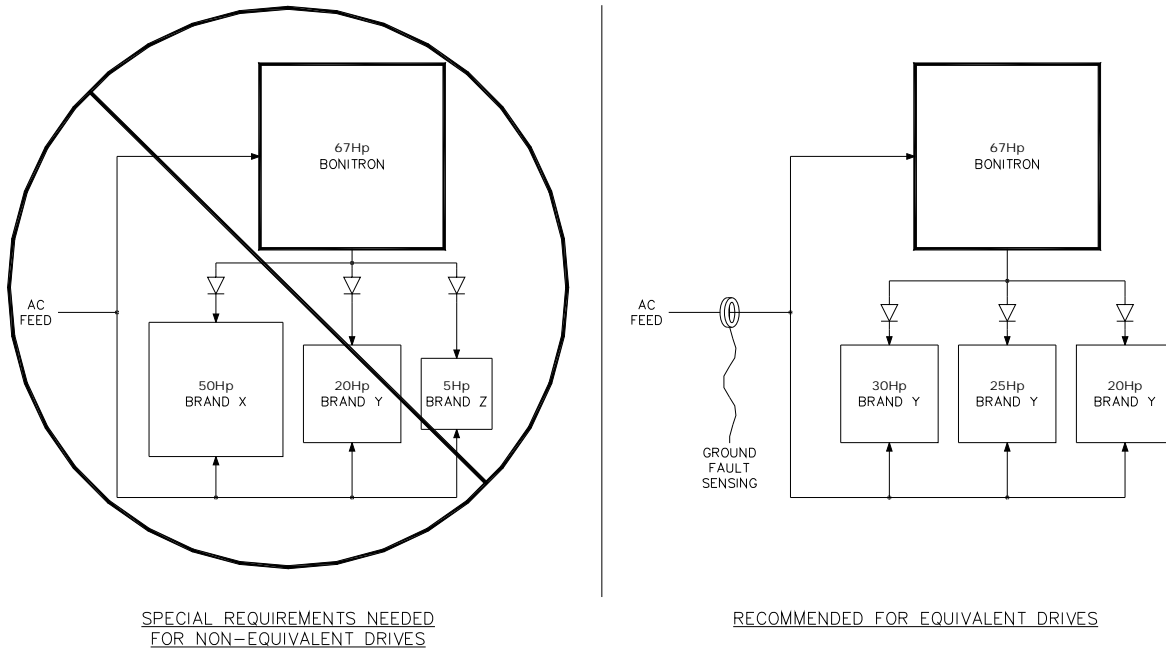 67Hp
BONITRON
AC
FEED
50Hp
BRAND X
20Hp
BRAND Y
5Hp
BRAND Z
SPECIAL REQUIREMENTS NEEDED
FOR NON-EQUIVALENT DRIVES
67Hp
BONITRON
AC
FEED
30Hp
BRAND Y
25Hp
BRAND Y
20Hp
BRAND Y
GROUND
FAULT
SENSING
RECOMMENDED FOR EQUIVALENT DRIVES